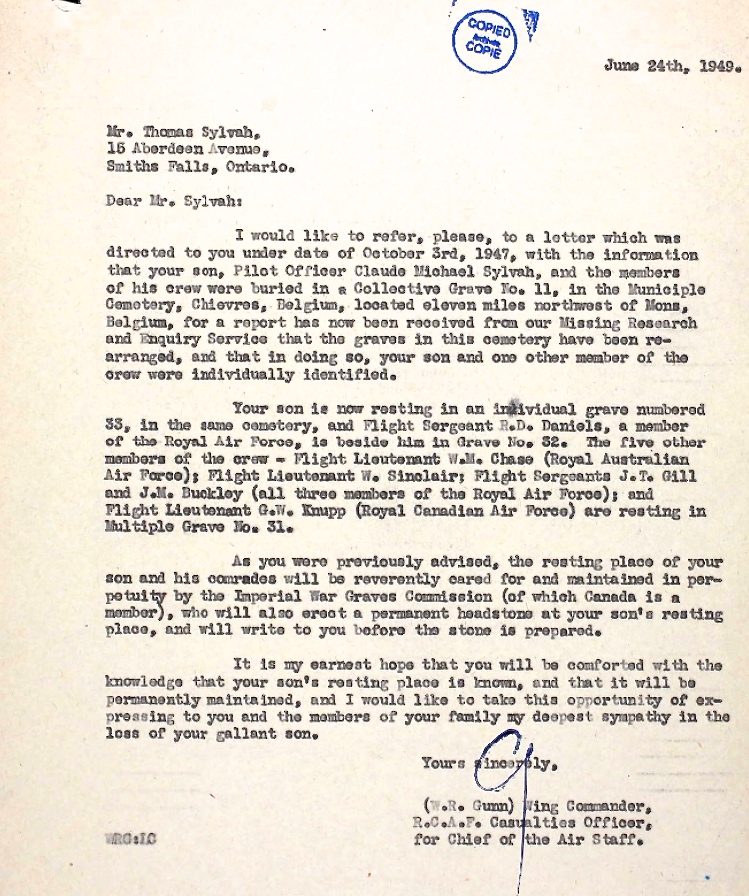 COPIED
Archives
COPIE
June 24th, 1949.
Mr. Thomas Sylvah,
15 Aberdeen Avenue,
Smiths Falls, Ontario.
Dear Mr. Sylvah:
I would like to refer, please, to a letter which was
directed to you under date of October 3rd, 1947, with the information
that your son, Pilot Officer Claude Michael Sylvah, and the members
of his crew were buried in a Collective Grave No. 11, in the Municiple
Cemetery, Chievres, Belgium, located eleven miles northwest of Mons,
Belgium, for a report has now been received from our Missing Research
and Enquiry Service that the graves in this cemetery have been re-
arranged, and that in doing so, your son and one other member of the
crew were individually identified.
Your son is now resting in an individual grave numbered
33, in the same cemetery, and Flight Sergeant R.D. Daniels, a member
of the Royal Air Force, is beside him in Grave No. 32. The five other
members of the crew - Flight Lieutenant W.M. Chase (Royal Australian
Air Force); Flight Lieutenant W. Sinclair; Flight Sergeants J.T. Gill
and J.M. Buckley (all three members of the Royal Air Force); and
Flight Lieutenant G.W. Knupp (Royal Canadian Air Force) are resting in
Multiple Grave No. 31.
As you were previously advised, the resting place of your
son and his comrades will be reverently cared for and maintained in per-
petuity by the Imperial War Graves Commission (of which Canada is a
member), who will also erect a permanent headstone at your son's resting
place, and will write to you before the stone is prepared.
It is my earnest hope that you will be comforted with the
knowledge that your son's resting place is known, and that it will be
permanently maintained, and I would like to take this opportunity of ex-
pressing to you and the members of your family my deepest sympathy in the
loss of your gallant son.
Yours sincerely,
(W.R. Gunn) Wing Commander,
R.C.A.F. Casualties Officer,
for Chief of the Air Staff.
WRG:IC